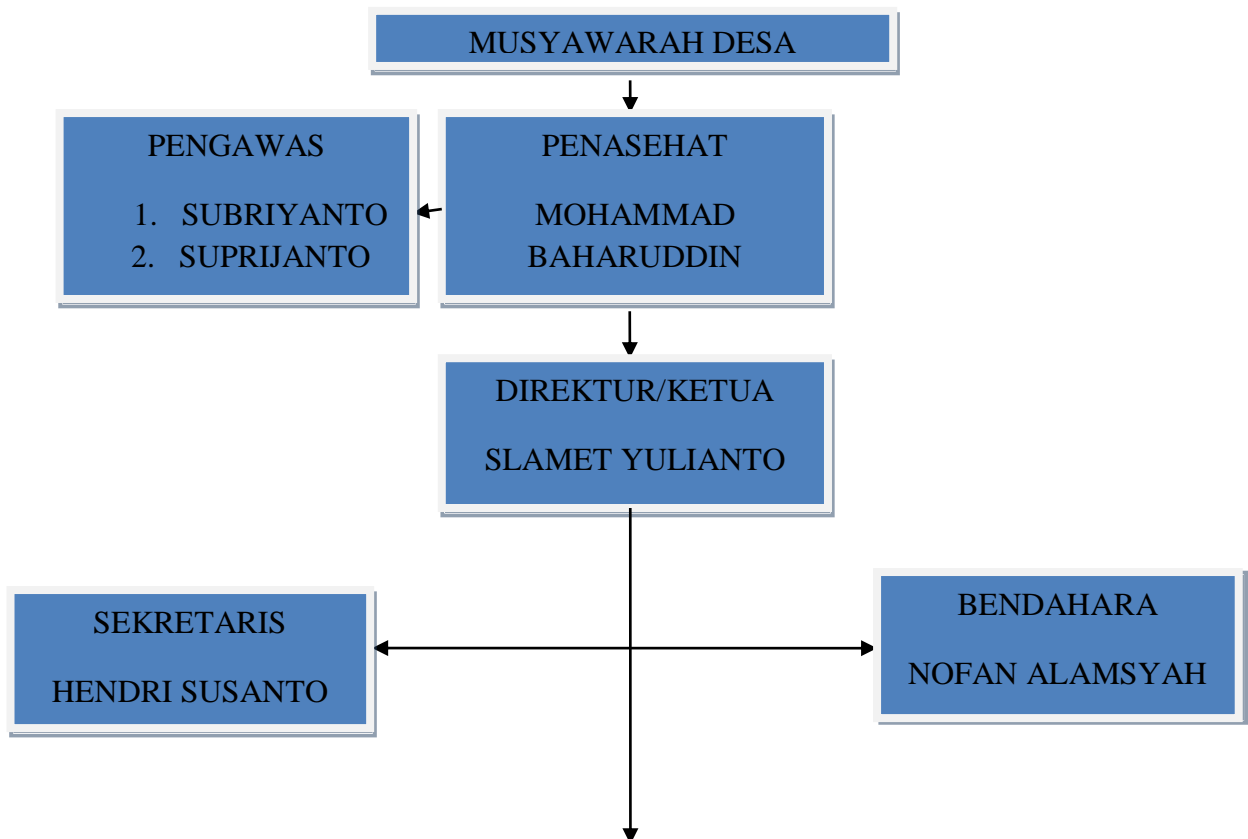 MUSYAWARAH DESA
PENGAWAS
1. SUBRIYANTO
2. SUPRIJANTO
PENASEHAT
MOHAMMAD
BAHARUDDIN
DIREKTUR/KETUA
SLAMET YULIANTO
SEKRETARIS
HENDRI SUSANTO
BENDAHARA
NOFAN ALAMSYAH